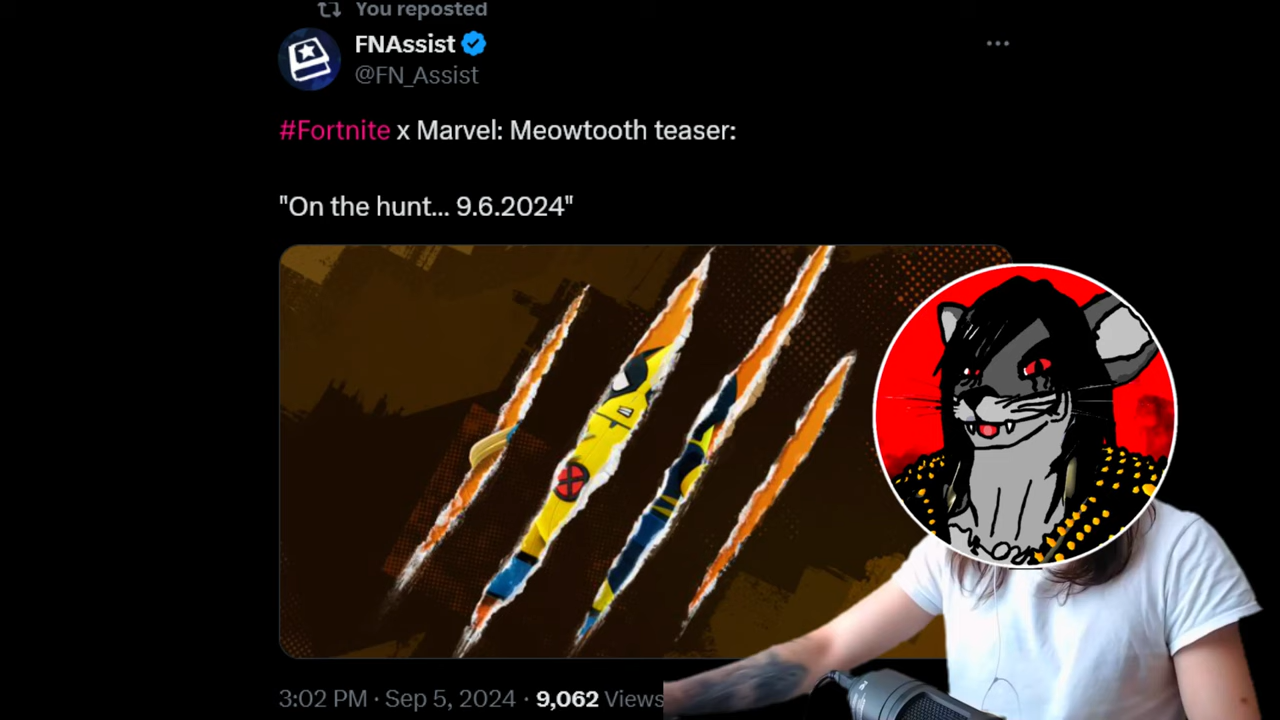 You reposted
FNAssist
@FN_Assist
#Fortnite x Marvel: Meowtooth teaser:
"On the hunt... 9.6.2024"
3:02 PM · Sep 5, 2024 · 9,062 Views